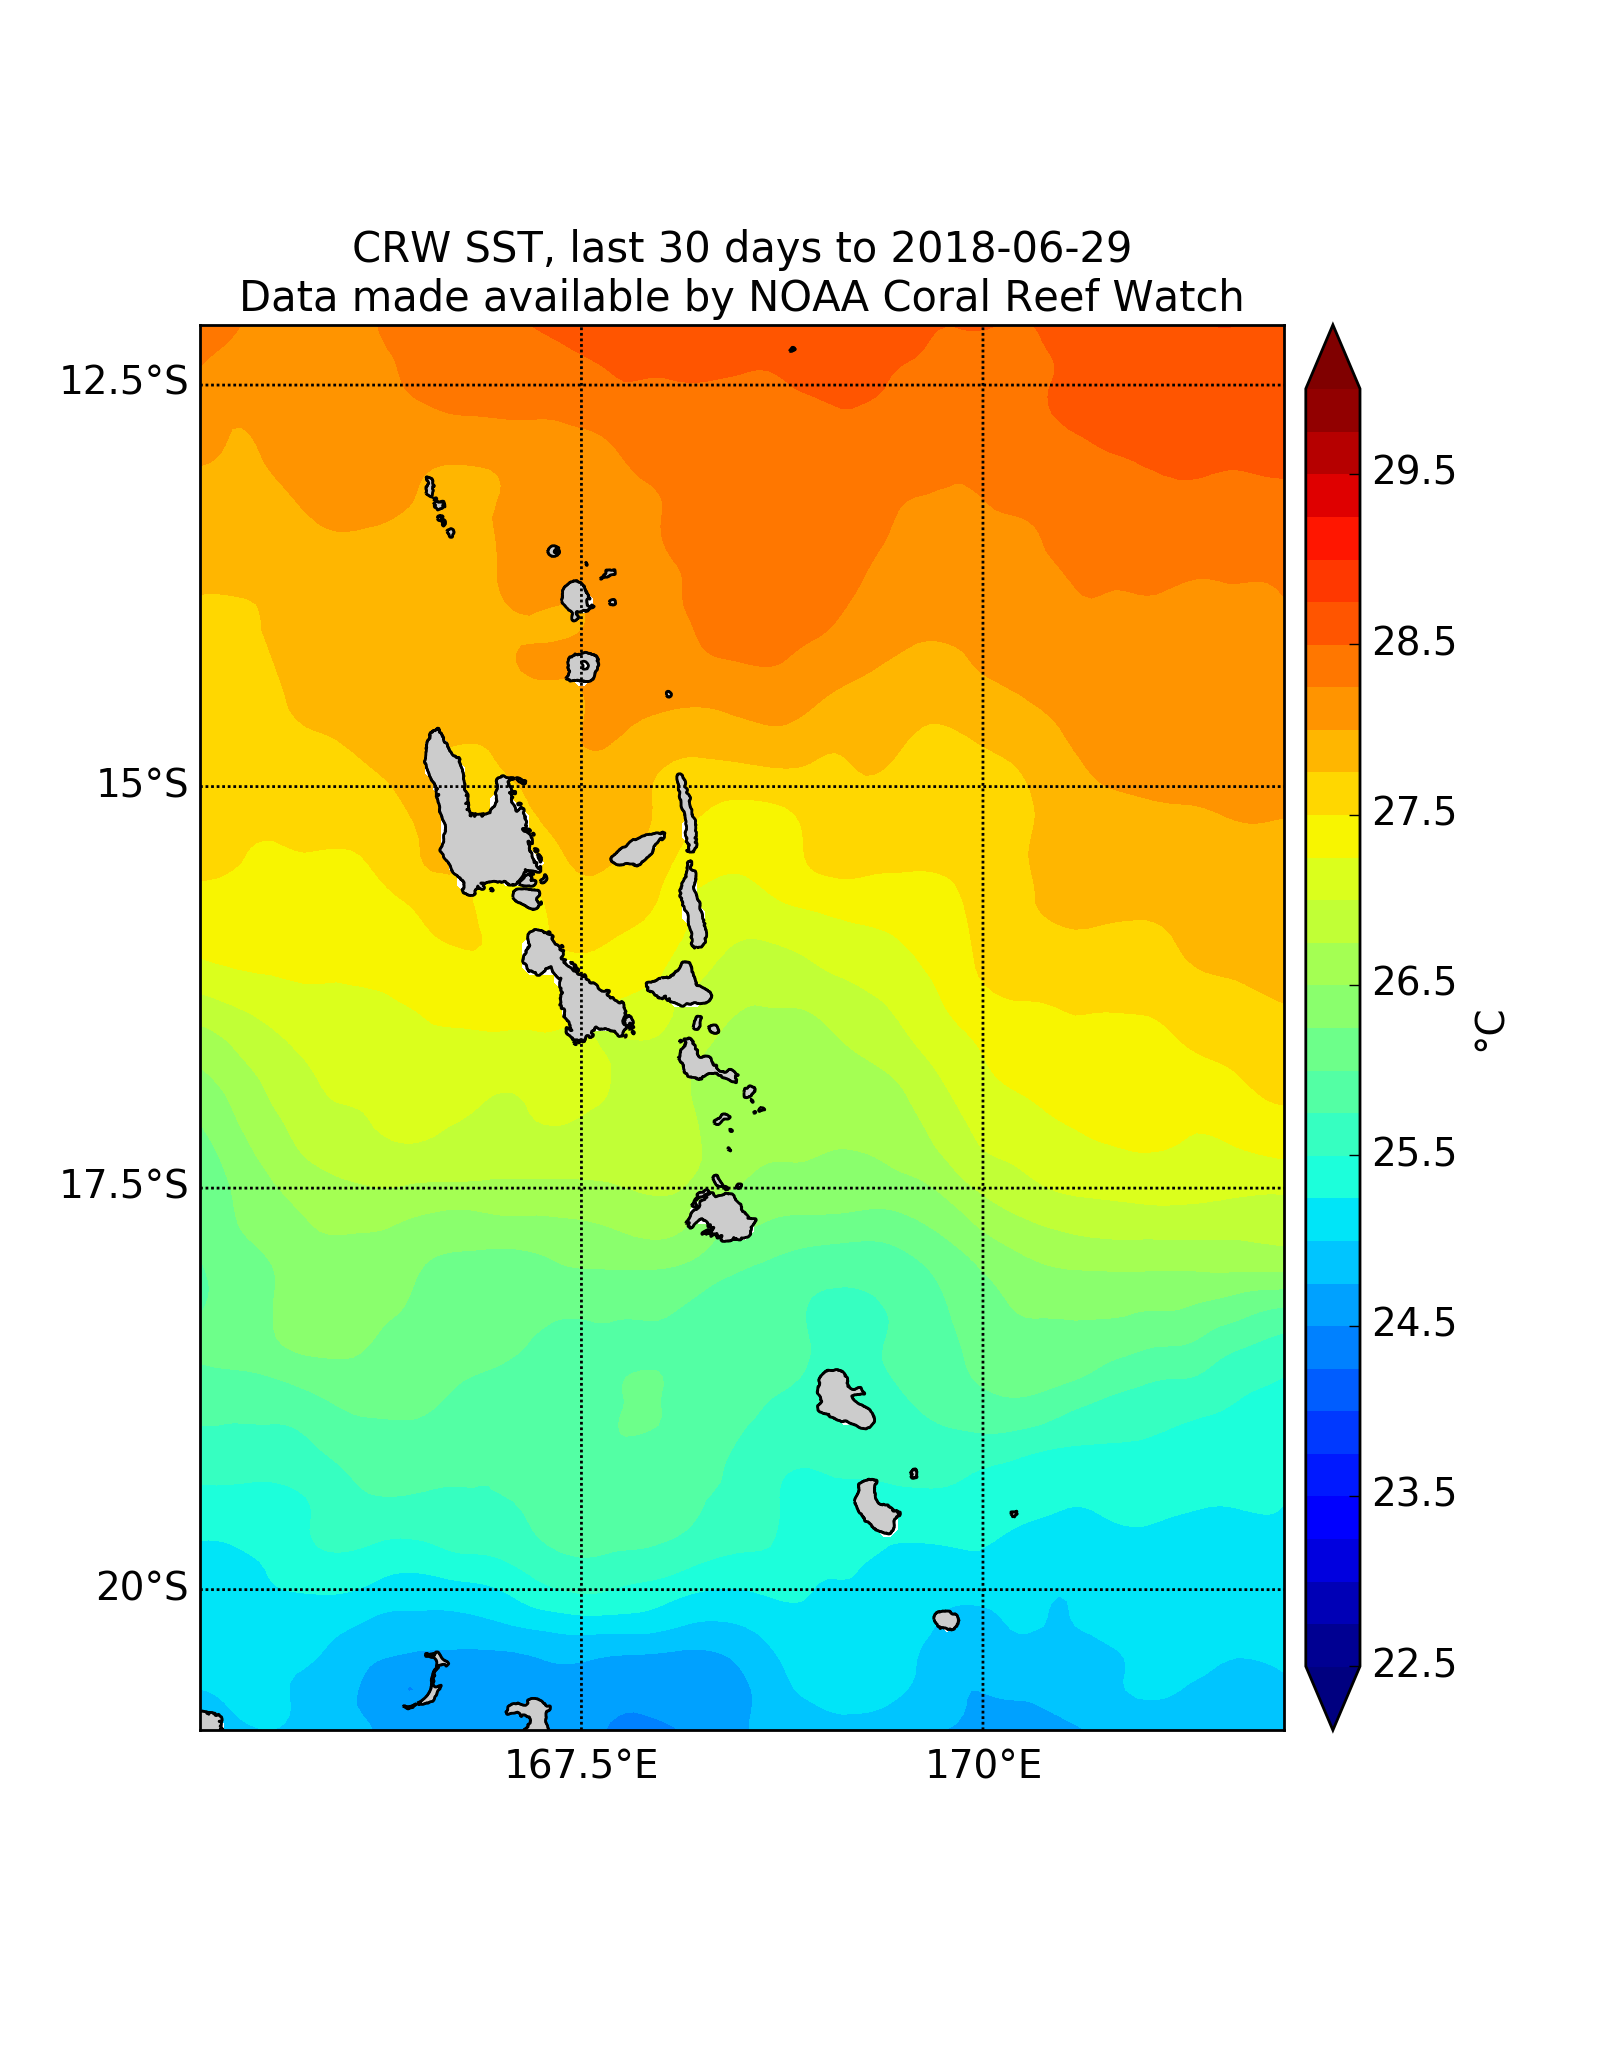 CRW SST, last 30 days to 2018-06-29
Data made available by NOAA Coral Reef Watch
12.5°S
15°S
17.5°S
20°S
167.5°E
170°E
29.5
28.5
27.5
26.5
25.5
24.5
23.5
22.5
°C